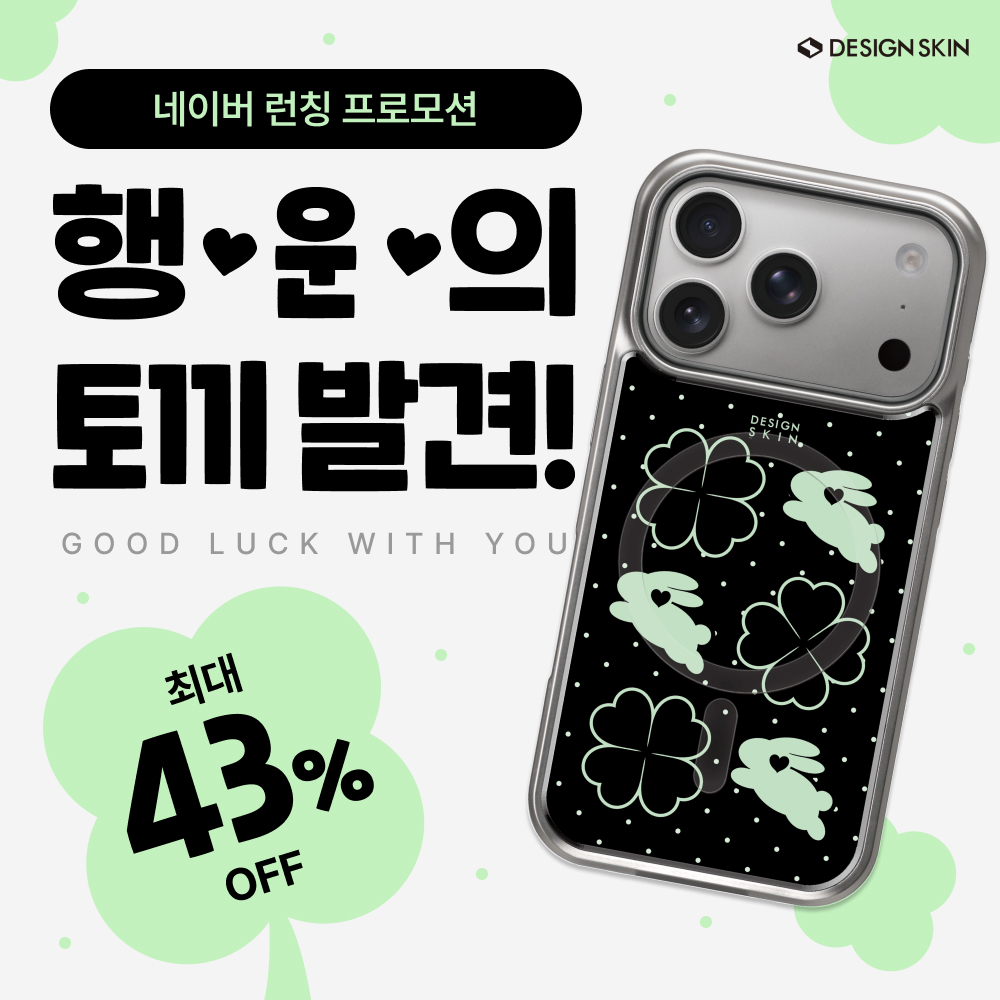 DESIGN SKIN
네이버 런칭 프로모션
행♥운♥의
토끼 발견!
GOOD LUCK WITH YOU
최대
43%
OFF
DESIGN
SKIN